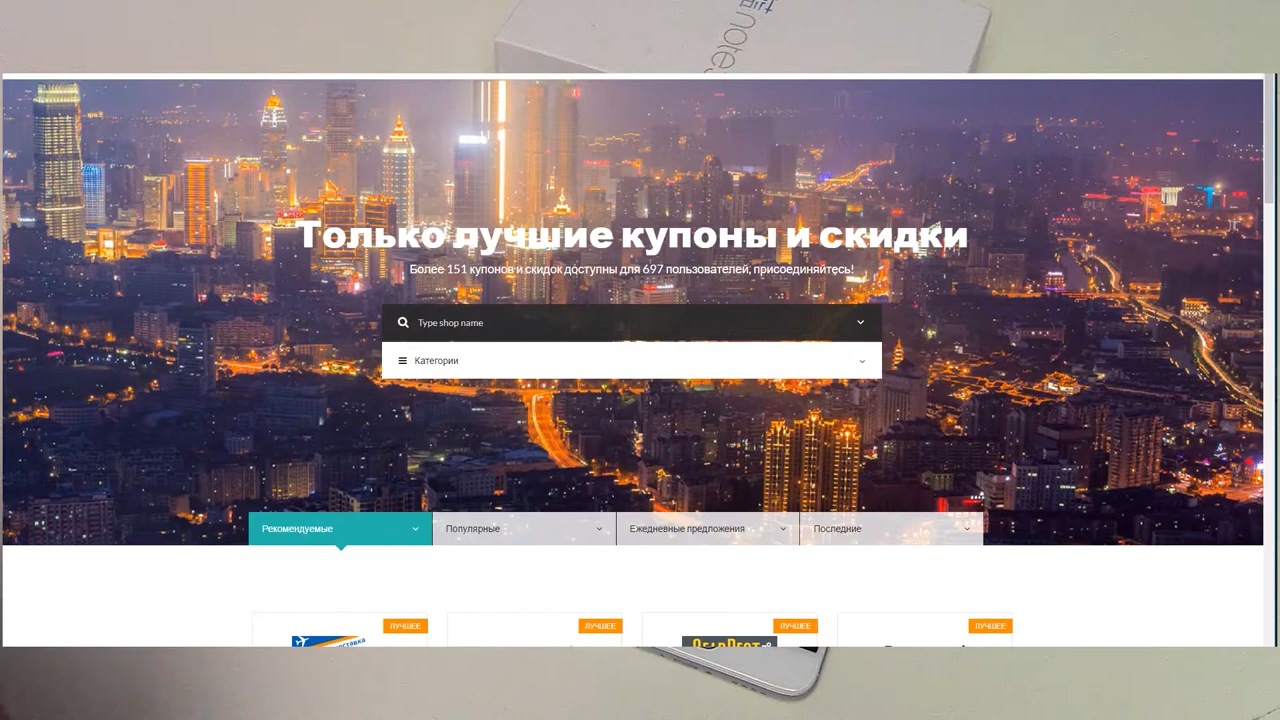 note
Только лучшие купоны и скидки
Более 151 купонов и скидок доступны для 697 пользователей, присоединяйтесь!
Type shop name
Категории
Рекомендуемые
Популярные
Ежедневные предложения
Последние
ЛУЧШЕЕ
ЛУЧШЕЕ
ЛУЧШЕЕ
ЛУЧШЕЕ